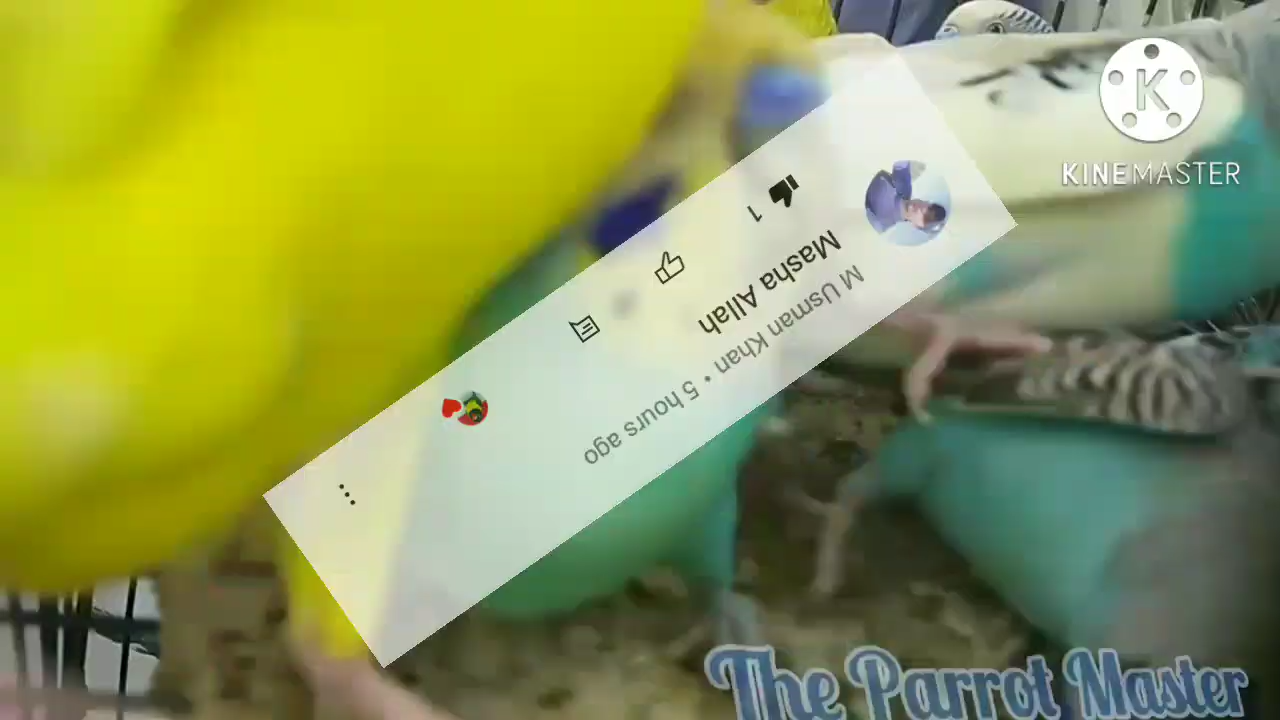 K
KINEMASTER
M Usman Khan • 5 hours ago
Masha Allah
1
The Parrot Master